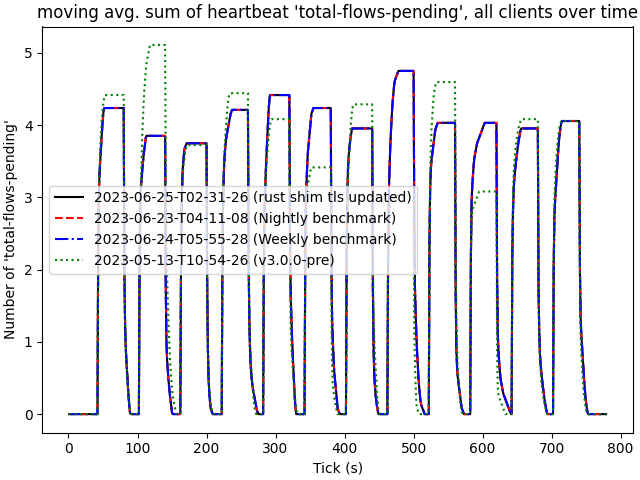 moving avg. sum of heartbeat 'total-flows-pending', all clients over time
Number of 'total-flows-pending'
5
4
3
2
1
0
2023-06-25-T02-31-26 (rust shim tls updated)
2023-06-23-T04-11-08 (Nightly benchmark)
2023-06-24-T05-55-28 (Weekly benchmark)
2023-05-13-T10-54-26 (v3.0.0-pre)
0 100 200 300 400 500 600 700 800
Tick (s)